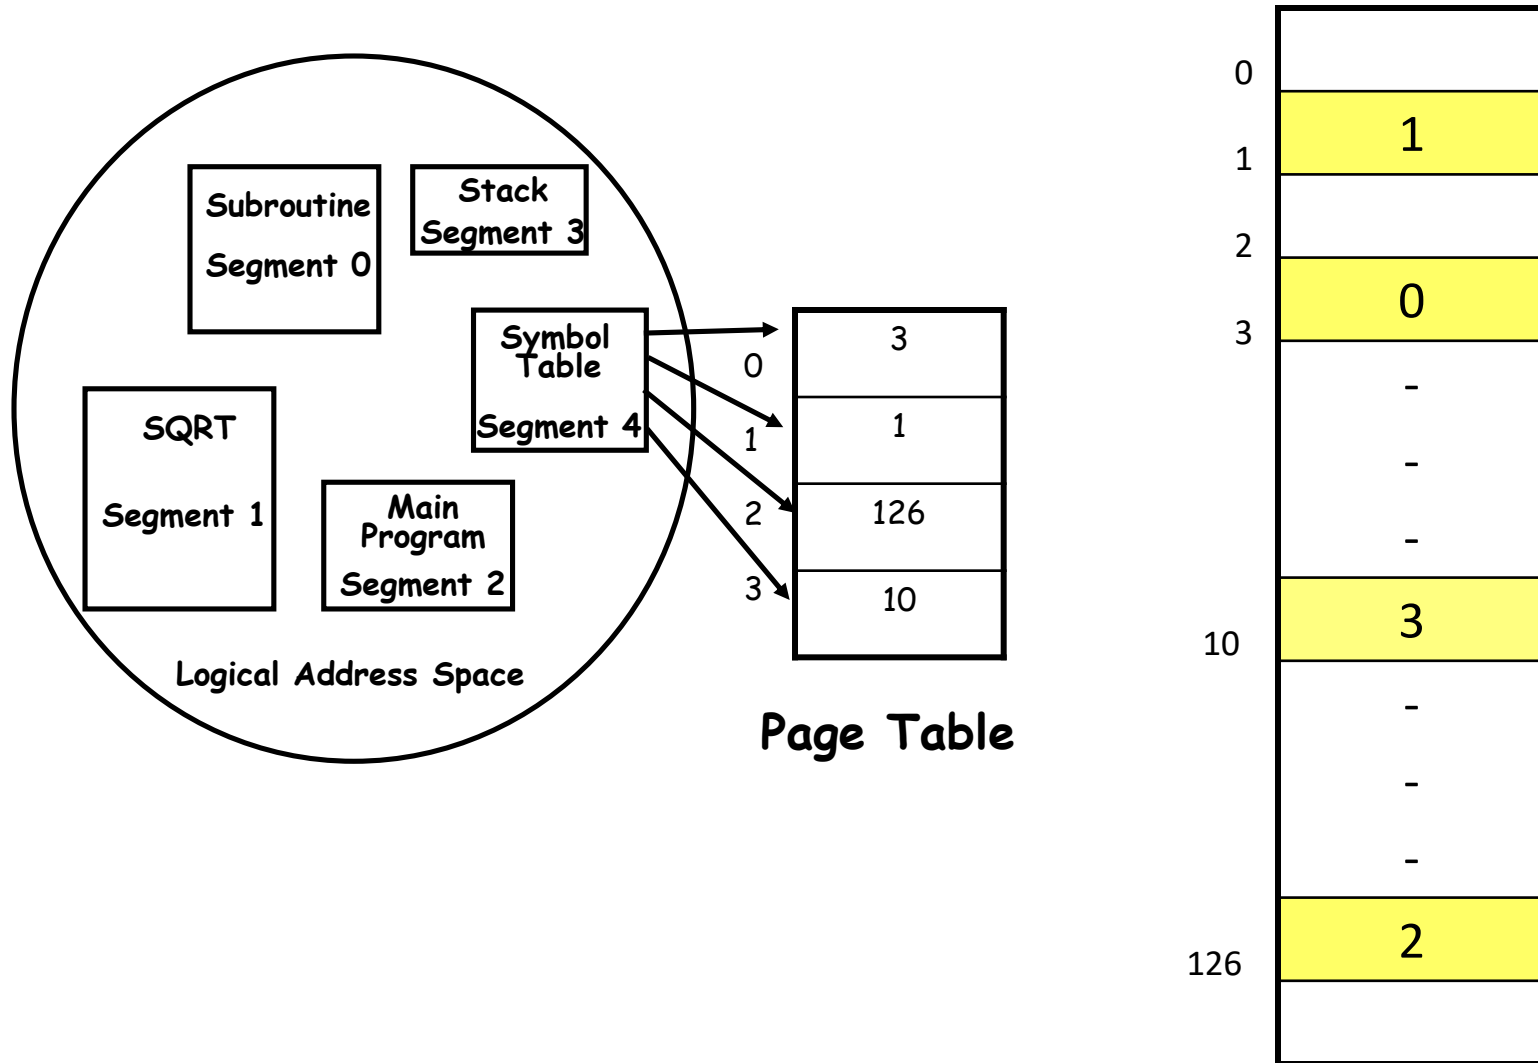 Subroutine
Segment 0
Stack
Segment 3
Symbol
Table
Segment 4
SQRT
Segment 1
Main
Program
Segment 2
Logical Address Space
0
1
2
3
3
1
126
10
Page Table
0
1
1
2
3
0
-
-
-
10
3
-
-
-
126
2